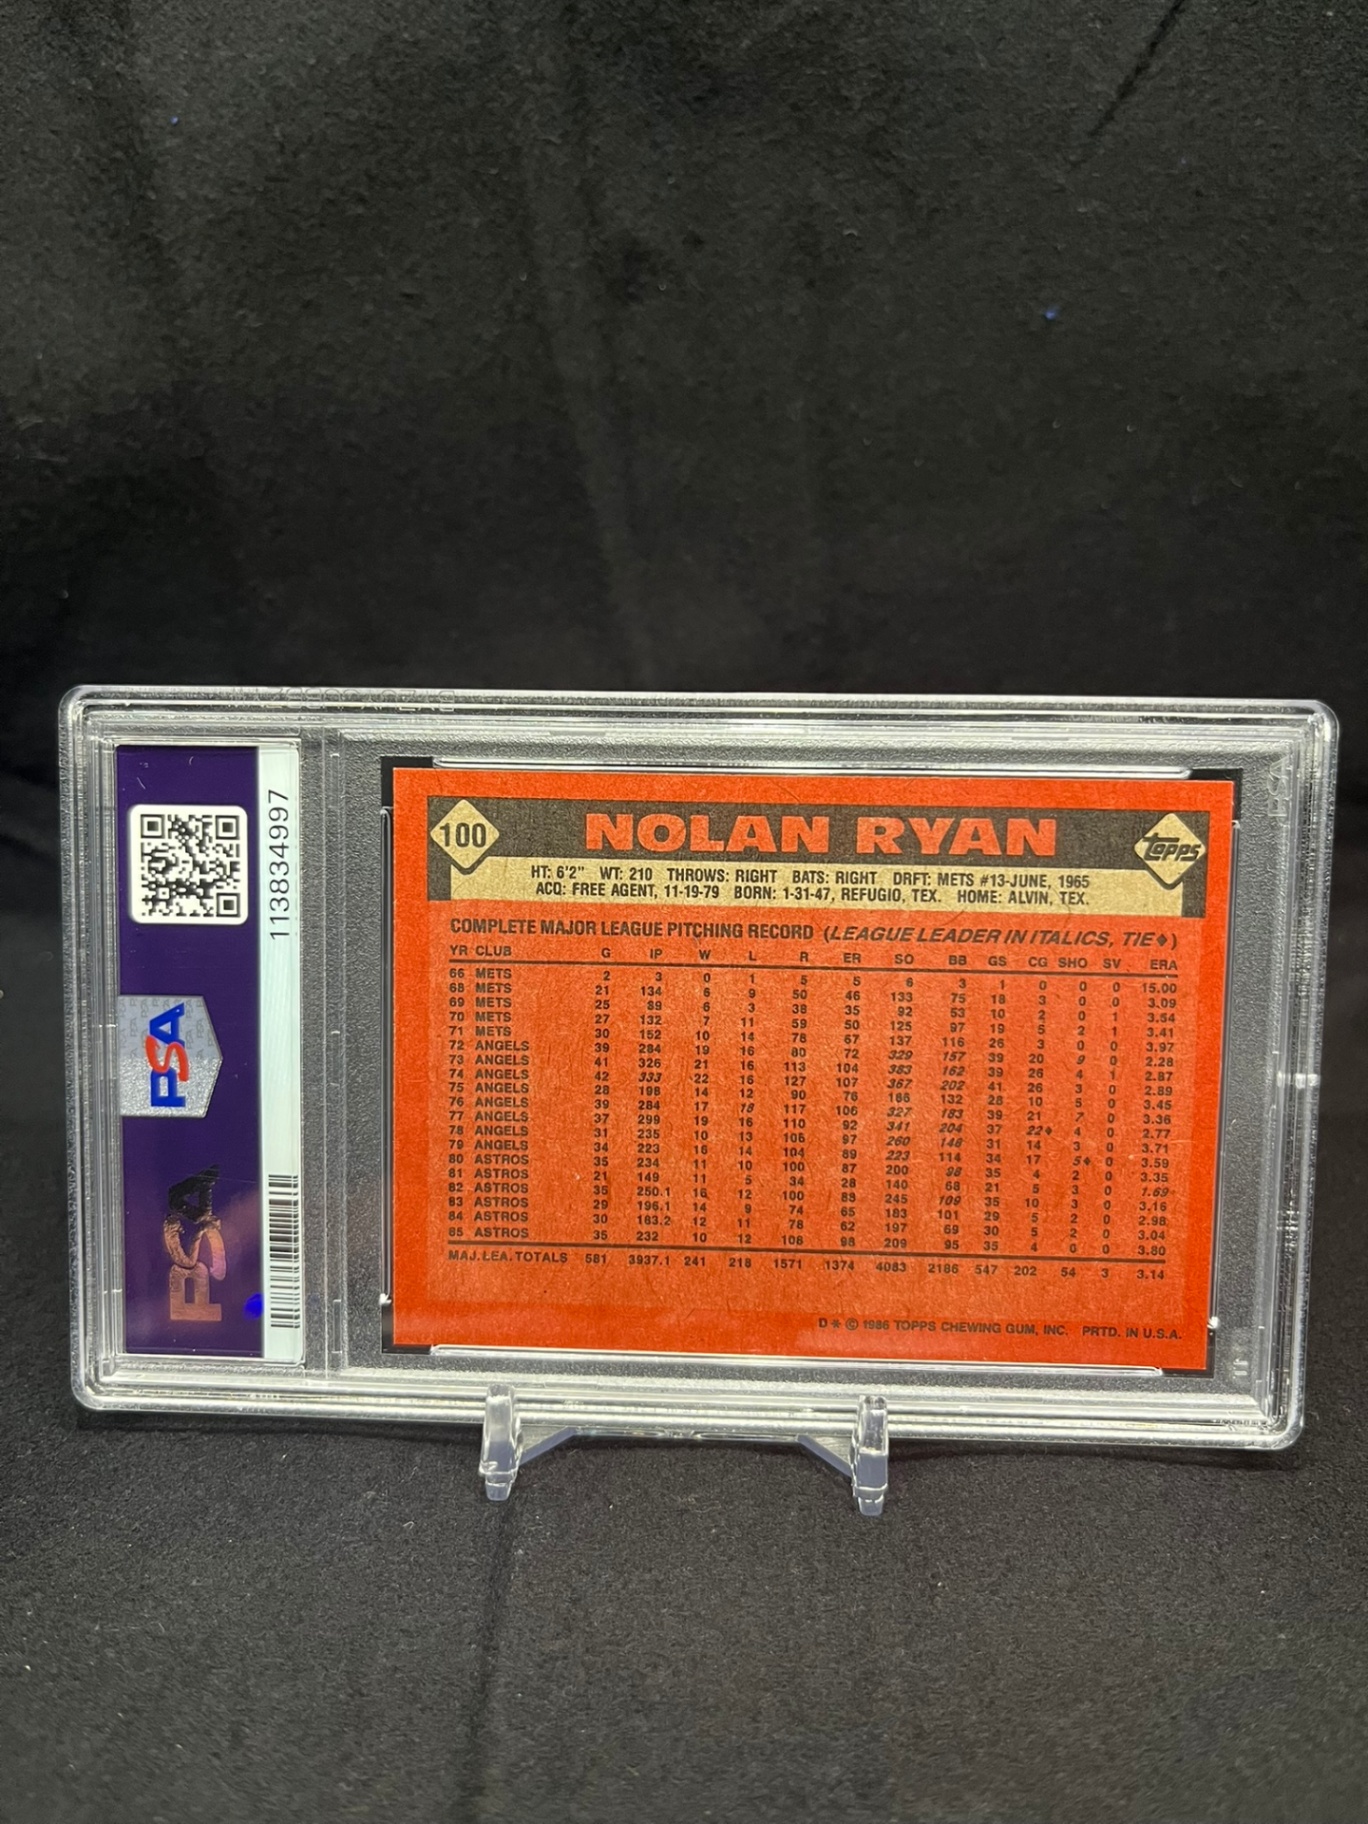 113834997
PSA
PSA
100
NOLAN RYAN
Topps
HT: 6'2" WT: 210 THROWS: RIGHT BATS: RIGHT DRFT: METS #13-JUNE, 1965
ACQ: FREE AGENT, 11-19-79 BORN: 1-31-47, REFUGIO, TEX. HOME: ALVIN, TEX.
COMPLETE MAJOR LEAGUE PITCHING RECORD (LEAGUE LEADER IN ITALICS, TIE♦)
YR CLUB G IP W L R ER SO BB GS CG SHO SV ERA
66 METS 2 3 0 1 5 5 6 3 1 0 0 0 15.00
68 METS 21 134 6 9 50 46 133 75 18 3 0 0 3.09
69 METS 25 89 6 3 38 35 92 53 10 2 0 1 3.54
70 METS 27 132 7 11 59 50 125 97 19 5 2 1 3.41
71 METS 30 152 10 14 78 67 137 116 26 3 0 0 3.97
72 ANGELS 39 284 19 16 80 72 329 157 39 20 9 0 2.28
73 ANGELS 41 326 21 16 113 104 383 162 39 26 4 1 2.87
74 ANGELS 42 333 22 16 127 107 367 202 41 26 3 0 2.89
75 ANGELS 28 198 14 12 90 76 186 132 28 10 5 0 3.45
76 ANGELS 39 284 17 18 117 106 327 183 39 21 7 0 3.36
77 ANGELS 37 299 19 16 110 92 341 204 37 22♦ 4 0 2.77
78 ANGELS 31 235 10 13 106 97 260 148 31 14 3 0 3.71
79 ANGELS 34 223 16 14 104 89 223 114 34 17 5♦ 0 3.59
80 ASTROS 35 234 11 10 100 87 200 98 35 4 2 0 3.35
81 ASTROS 21 149 11 5 34 28 140 68 21 5 3 0 1.69
82 ASTROS 35 250.1 16 12 100 88 245 109 35 10 3 0 3.16
83 ASTROS 29 196.1 14 9 74 65 183 101 29 5 2 0 2.98
84 ASTROS 30 183.2 12 11 78 62 197 69 30 5 2 0 3.04
85 ASTROS 35 232 10 12 108 98 209 95 35 4 0 0 3.80
MAJ. LEA. TOTALS 581 3937.1 241 218 1571 1374 4083 2186 547 202 54 3 3.14
D * © 1986 TOPPS CHEWING GUM, INC. PRTD. IN U.S.A.